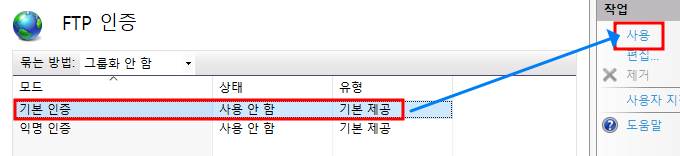 FTP 인증
묶는 방법: 그룹화 안 함
모드 상태 유형
기본 인증 사용 안 함 기본 제공
익명 인증 사용 안 함 기본 제공
작업
사용
편집...
제거
사용자 지
도움말